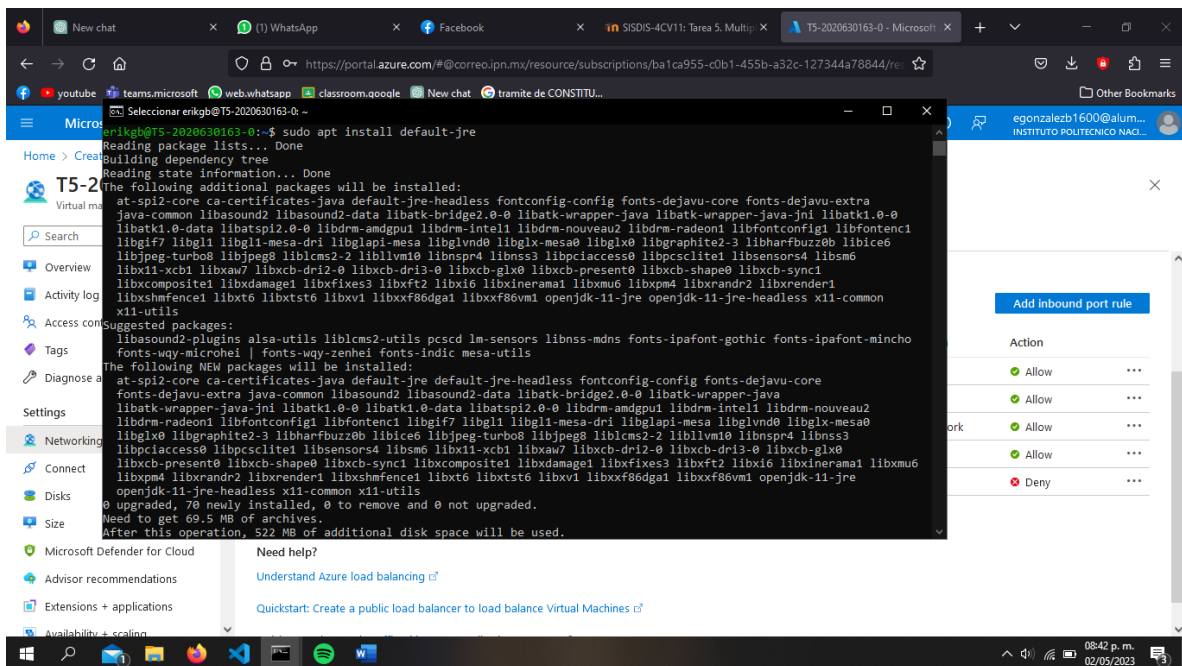 New chat
(1) WhatsApp
Facebook
SISDIS-4CV11: Tarea 5. Multip
T5-2020630163-0 - Microsoft
https://portal.azure.com/#@correo.ipn.mx/resource/subscriptions/ba1ca955-c0b1-455b-a32c-127344a78844/res
youtube
teams.microsoft
web.whatsapp
classroom.google
New chat
tramite de CONSTITU...
Other Bookmarks
Seleccionar erikgb@T5-2020630163-0: ~
egonzalezb1600@alum...
INSTITUTO POLITECNICO NACI...
erikgb@T5-2020630163-0:~$ sudo apt install default-jre
Reading package lists... Done
Building dependency tree
Reading state information... Done
The following additional packages will be installed:
at-spi2-core ca-certificates-java default-jre-headless fontconfig-config fonts-dejavu-core fonts-dejavu-extra
java-common libasound2 libasound2-data libatk-bridge2.0-0 libatk-wrapper-java libatk-wrapper-java-jni libatk1.0-0
libatk1.0-data libatspi2.0-0 libdrm-amdgpu1 libdrm-intel1 libdrm-nouveau2 libdrm-radeon1 libfontconfig1 libfontenc1
libgif7 libgl1 libgl1-mesa-dri libglapi-mesa libglvnd0 libglx-mesa0 libglx0 libgraphite2-3 libharfbuzz0b libice6
libjpeg-turbo8 libjpeg8 liblcms2-2 libllvm10 libnspr4 libnss3 libpciaccess0 libpcsclite1 libsensors4 libsm6
libx11-xcb1 libxaw7 libxcb-dri2-0 libxcb-dri3-0 libxcb-glx0 libxcb-present0 libxcb-shape0 libxcb-sync1
libxcomposite1 libxdamage1 libxfixes3 libxft2 libxi6 libxinerama1 libxmu6 libxpm4 libxrandr2 libxrender1
libxshmfence1 libxt6 libxtst6 libxv1 libxxf86dga1 libxxf86vm1 openjdk-11-jre openjdk-11-jre-headless x11-common
x11-utils
Suggested packages:
libasound2-plugins alsa-utils liblcms2-utils pcscd lm-sensors libnss-mdns fonts-ipafont-gothic fonts-ipafont-mincho
fonts-wqy-microhei | fonts-wqy-zenhei fonts-indic mesa-utils
The following NEW packages will be installed:
at-spi2-core ca-certificates-java default-jre default-jre-headless fontconfig-config fonts-dejavu-core
fonts-dejavu-extra java-common libasound2 libasound2-data libatk-bridge2.0-0 libatk-wrapper-java
libatk-wrapper-java-jni libatk1.0-0 libatk1.0-data libatspi2.0-0 libdrm-amdgpu1 libdrm-intel1 libdrm-nouveau2
libdrm-radeon1 libfontconfig1 libfontenc1 libgif7 libgl1 libgl1-mesa-dri libglapi-mesa libglvnd0 libglx-mesa0
libglx0 libgraphite2-3 libharfbuzz0b libice6 libjpeg-turbo8 libjpeg8 liblcms2-2 libllvm10 libnspr4 libnss3
libpciaccess0 libpcsclite1 libsensors4 libsm6 libx11-xcb1 libxaw7 libxcb-dri2-0 libxcb-dri3-0 libxcb-glx0
libxcb-present0 libxcb-shape0 libxcb-sync1 libxcomposite1 libxdamage1 libxfixes3 libxft2 libxi6 libxinerama1 libxmu6
libxpm4 libxrandr2 libxrender1 libxshmfence1 libxt6 libxtst6 libxv1 libxxf86dga1 libxxf86vm1 openjdk-11-jre
openjdk-11-jre-headless x11-common x11-utils
0 upgraded, 70 newly installed, 0 to remove and 0 not upgraded.
Need to get 69.5 MB of archives.
After this operation, 522 MB of additional disk space will be used.
Micros
Home > Creat
T5-20
Virtual ma
Search
Overview
Activity log
Access cont
Tags
Diagnose a
Settings
Networking
Connect
Disks
Size
Microsoft Defender for Cloud
Advisor recommendations
Extensions + applications
Availability + scaling
Add inbound port rule
Action
Allow
Allow
ork
Allow
Allow
Deny
Need help?
Understand Azure load balancing
Quickstart: Create a public load balancer to load balance Virtual Machines
08:42 p. m.
02/05/2023